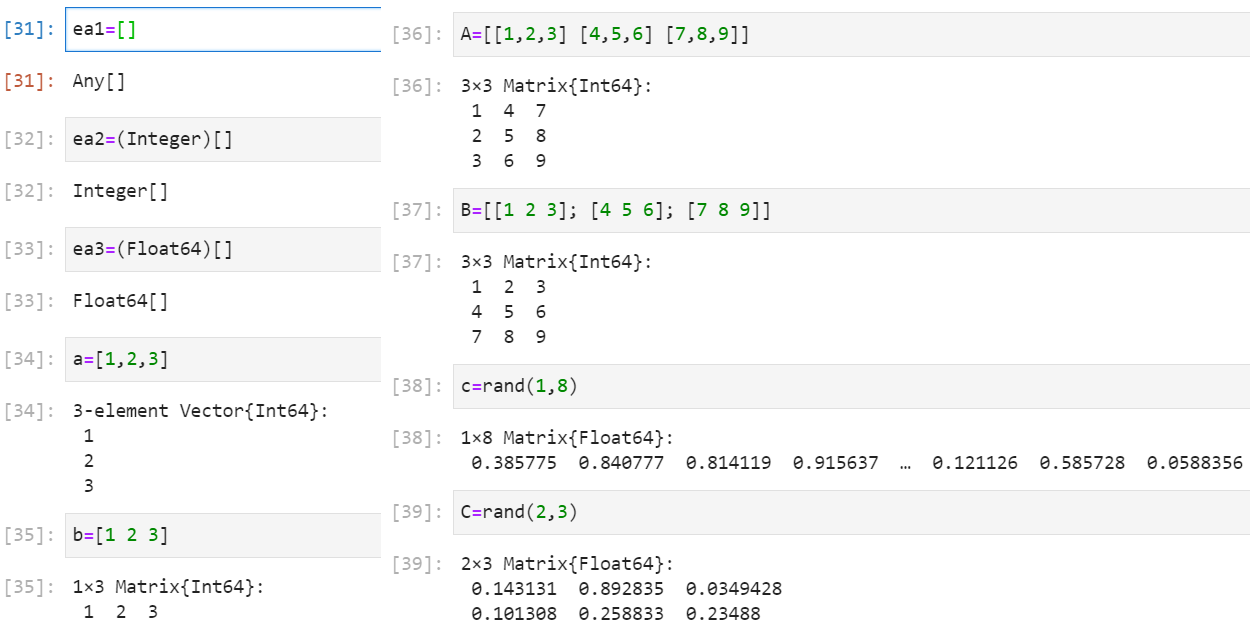 [31]: ea1=[]
[31]: Any[]
[32]: ea2=(Integer)[]
[32]: Integer[]
[33]: ea3=(Float64)[]
[33]: Float64[]
[34]: a=[1,2,3]
[34]: 3-element Vector{Int64}:
1
2
3
[35]: b=[1 2 3]
[35]: 1×3 Matrix{Int64}:
1 2 3
[36]: A=[[1,2,3] [4,5,6] [7,8,9]]
[36]: 3×3 Matrix{Int64}:
1 4 7
2 5 8
3 6 9
[37]: B=[[1 2 3]; [4 5 6]; [7 8 9]]
[37]: 3×3 Matrix{Int64}:
1 2 3
4 5 6
7 8 9
[38]: c=rand(1,8)
[38]: 1×8 Matrix{Float64}:
0.385775 0.840777 0.814119 0.915637 … 0.121126 0.585728 0.0588356
[39]: C=rand(2,3)
[39]: 2×3 Matrix{Float64}:
0.143131 0.892835 0.0349428
0.101308 0.258833 0.23488